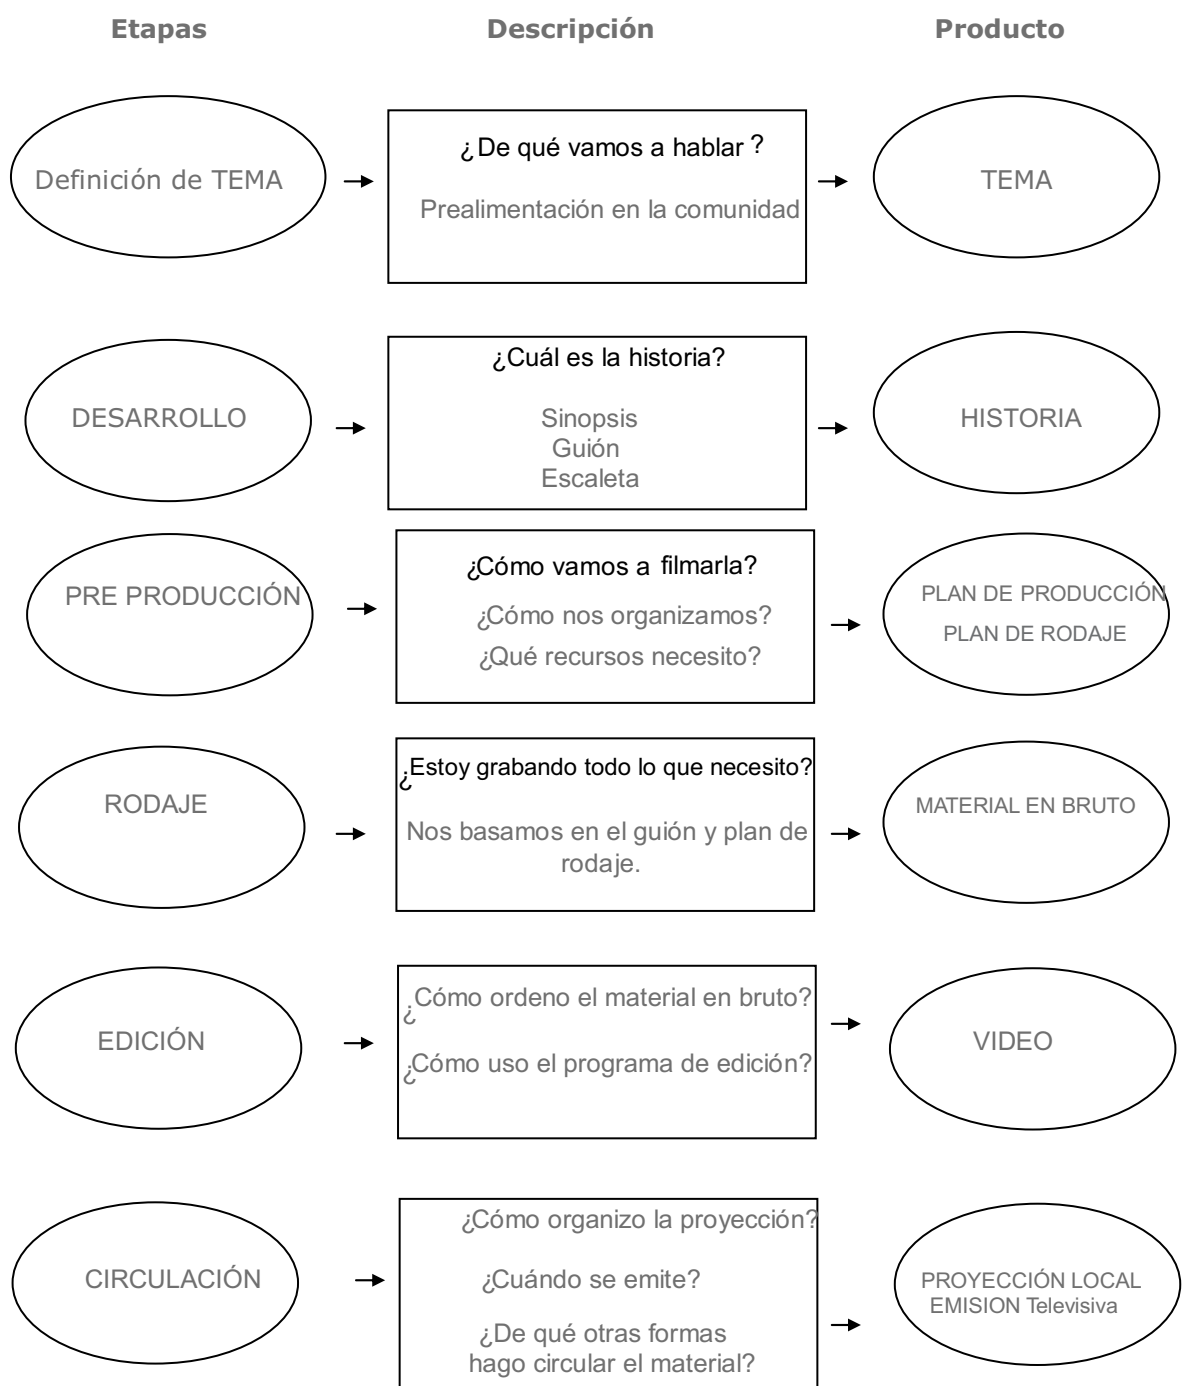 Etapas Descripción Producto
Definición de TEMA
¿De qué vamos a hablar?
Prealimentación en la comunidad
TEMA
DESARROLLO
¿Cuál es la historia?
Sinopsis
Guión
Escaleta
HISTORIA
PRE PRODUCCIÓN
¿Cómo vamos a filmarla?
¿Cómo nos organizamos?
¿Qué recursos necesito?
PLAN DE PRODUCCIÓN
PLAN DE RODAJE
RODAJE
¿Estoy grabando todo lo que necesito?
Nos basamos en el guión y plan de
rodaje.
MATERIAL EN BRUTO
EDICIÓN
¿Cómo ordeno el material en bruto?
¿Cómo uso el programa de edición?
VIDEO
CIRCULACIÓN
¿Cómo organizo la proyección?
¿Cuándo se emite?
¿De qué otras formas
hago circular el material?
PROYECCIÓN LOCAL
EMISION Televisiva